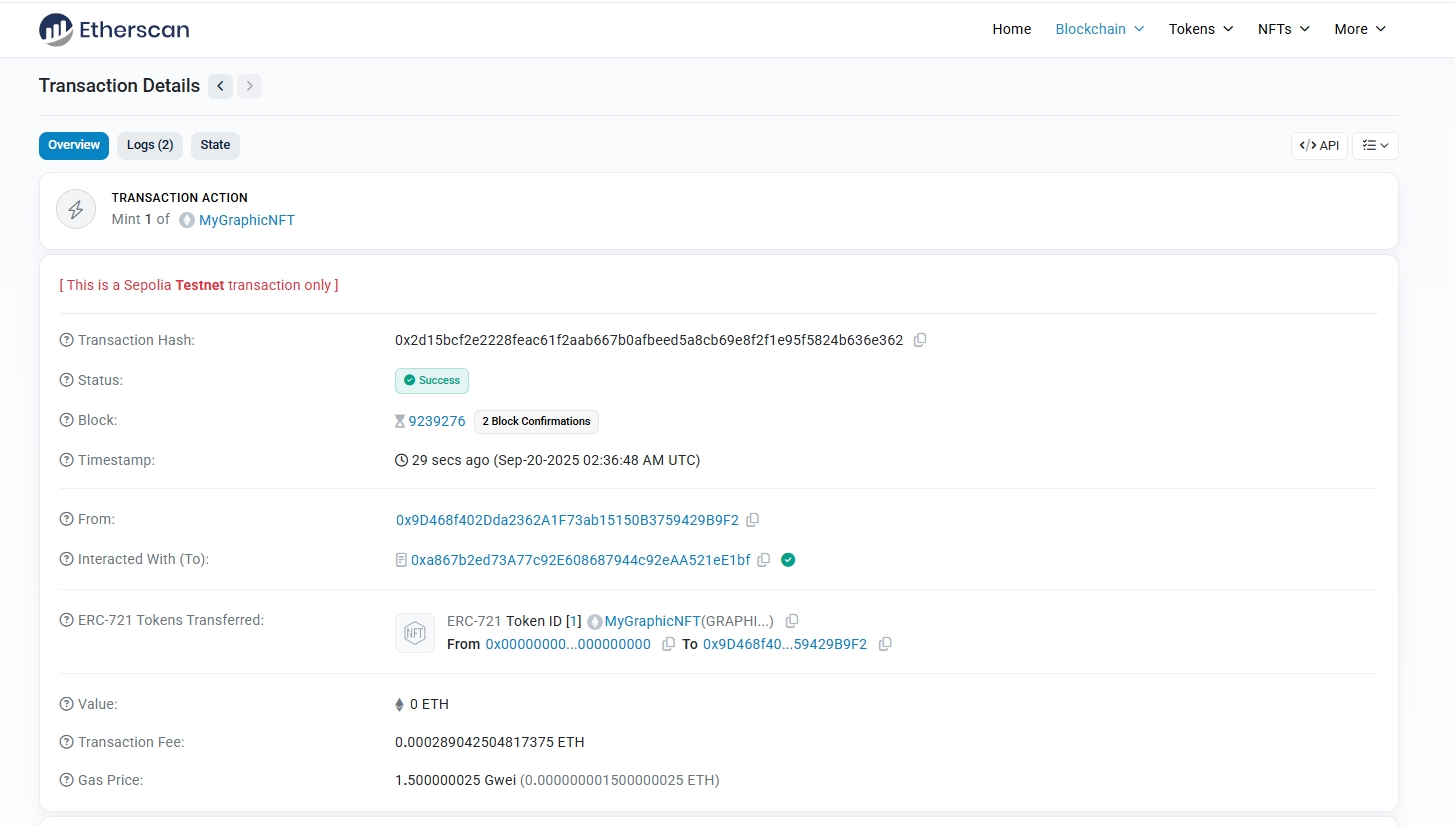 Etherscan
Home Blockchain Tokens NFTs More
Transaction Details
Overview Logs (2) State
</> API
TRANSACTION ACTION
Mint 1 of MyGraphicNFT
[ This is a Sepolia Testnet transaction only ]
Transaction Hash: 0x2d15bcf2e2228feac61f2aab667b0afbeed5a8cb69e8f2f1e95f5824b636e362
Status: Success
Block: 9239276 2 Block Confirmations
Timestamp: 29 secs ago (Sep-20-2025 02:36:48 AM UTC)
From: 0x9D468f402Dda2362A1F73ab15150B3759429B9F2
Interacted With (To): 0xa867b2ed73A77c92E608687944c92eAA521eE1bf
ERC-721 Tokens Transferred: ERC-721 Token ID [1] MyGraphicNFT(GRAPHI...)
NFT
From 0x00000000...000000000 To 0x9D468f40...59429B9F2
Value: 0 ETH
Transaction Fee: 0.000289042504817375 ETH
Gas Price: 1.500000025 Gwei (0.000000001500000025 ETH)